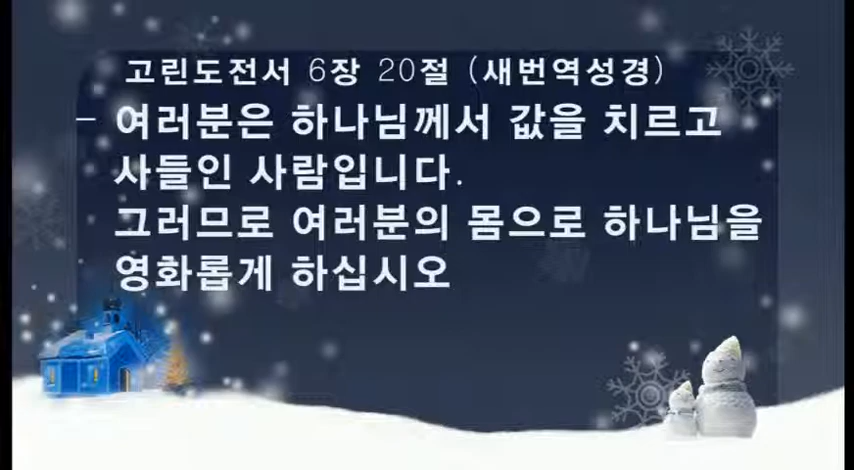 고린도전서 6장 20절 (새번역성경)
- 여러분은 하나님께서 값을 치르고
사들인 사람입니다.
그러므로 여러분의 몸으로 하나님을
영화롭게 하십시오